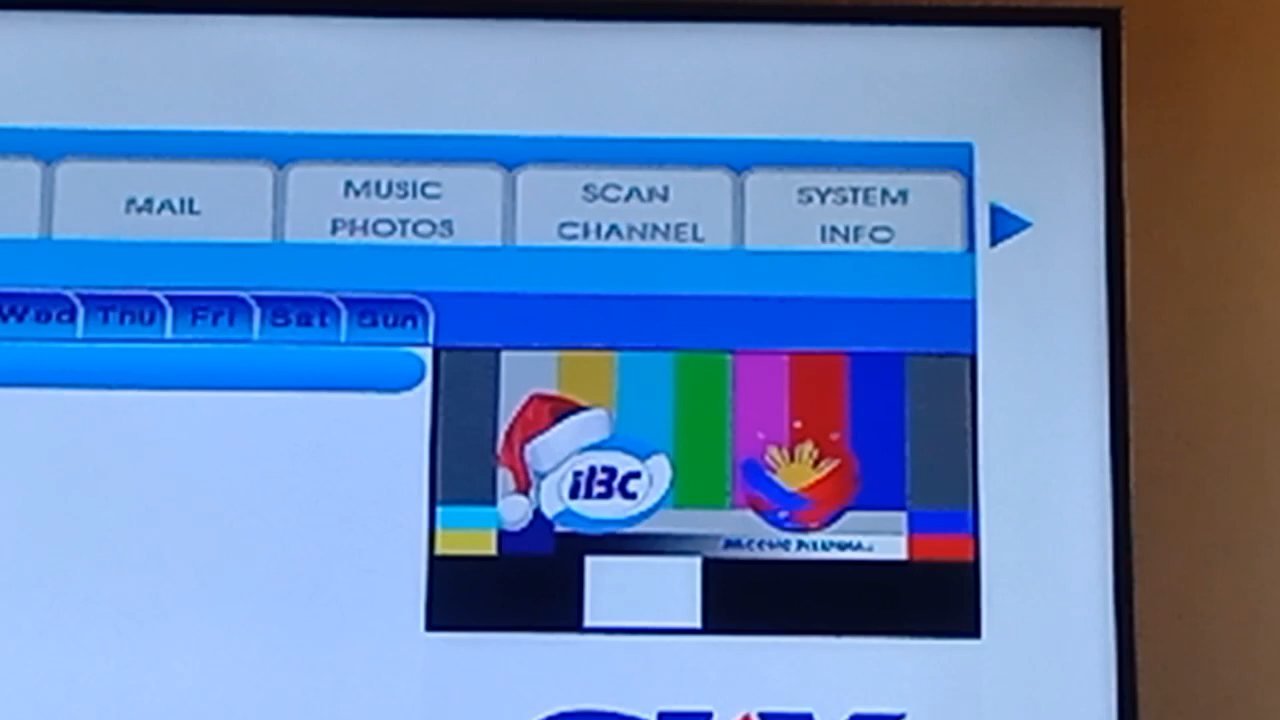 MAIL
MUSIC
PHOTOS
SCAN
CHANNEL
SYSTEM
INFO
Wed Thu Fri Sat Sun
iBC